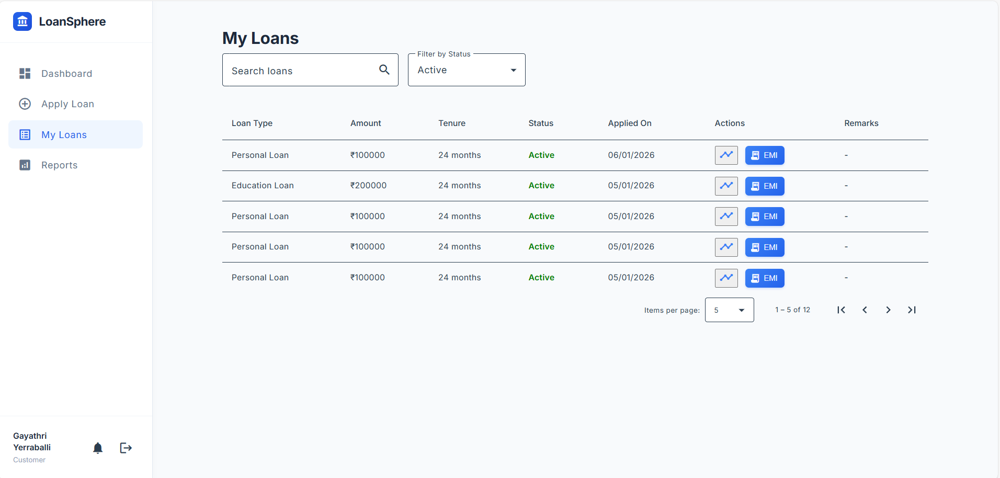 LoanSphere
Dashboard
Apply Loan
My Loans
Reports
Gayathri
Yerraballi
Customer
My Loans
Search loans
Filter by Status
Active
Loan Type Amount Tenure Status Applied On Actions Remarks
Personal Loan ₹100000 24 months Active 06/01/2026 EMI -
Education Loan ₹200000 24 months Active 05/01/2026 EMI -
Personal Loan ₹100000 24 months Active 05/01/2026 EMI -
Personal Loan ₹100000 24 months Active 05/01/2026 EMI -
Personal Loan ₹100000 24 months Active 05/01/2026 EMI -
Items per page: 5 1 – 5 of 12